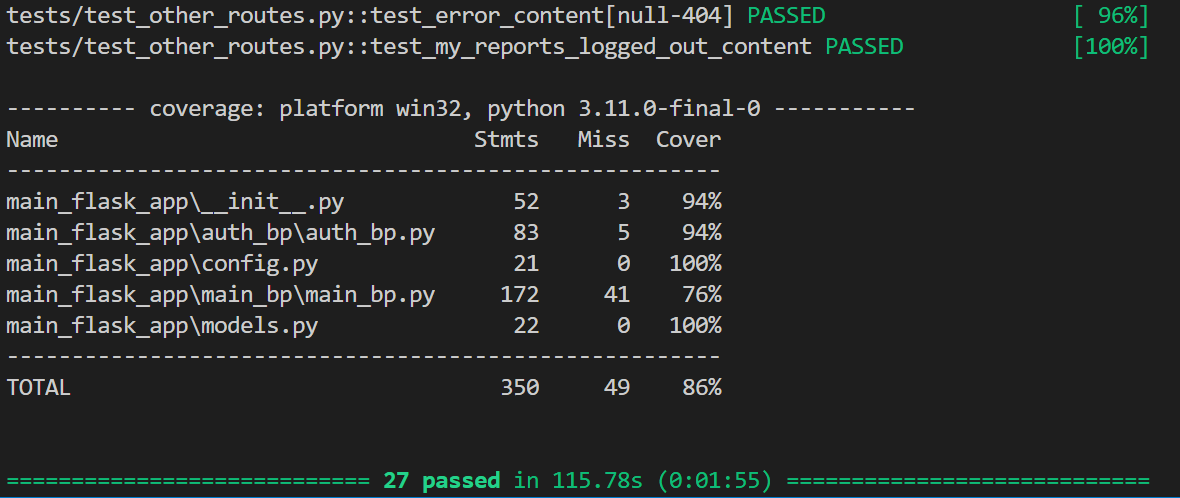 tests/test_other_routes.py::test_error_content[null-404] PASSED [ 96%]
tests/test_other_routes.py::test_my_reports_logged_out_content PASSED [100%]
---------- coverage: platform win32, python 3.11.0-final-0 -----------
Name Stmts Miss Cover
-------------------------------------------------------
main_flask_app\__init__.py 52 3 94%
main_flask_app\auth_bp\auth_bp.py 83 5 94%
main_flask_app\config.py 21 0 100%
main_flask_app\main_bp\main_bp.py 172 41 76%
main_flask_app\models.py 22 0 100%
-------------------------------------------------------
TOTAL 350 49 86%
============================ 27 passed in 115.78s (0:01:55) ============================